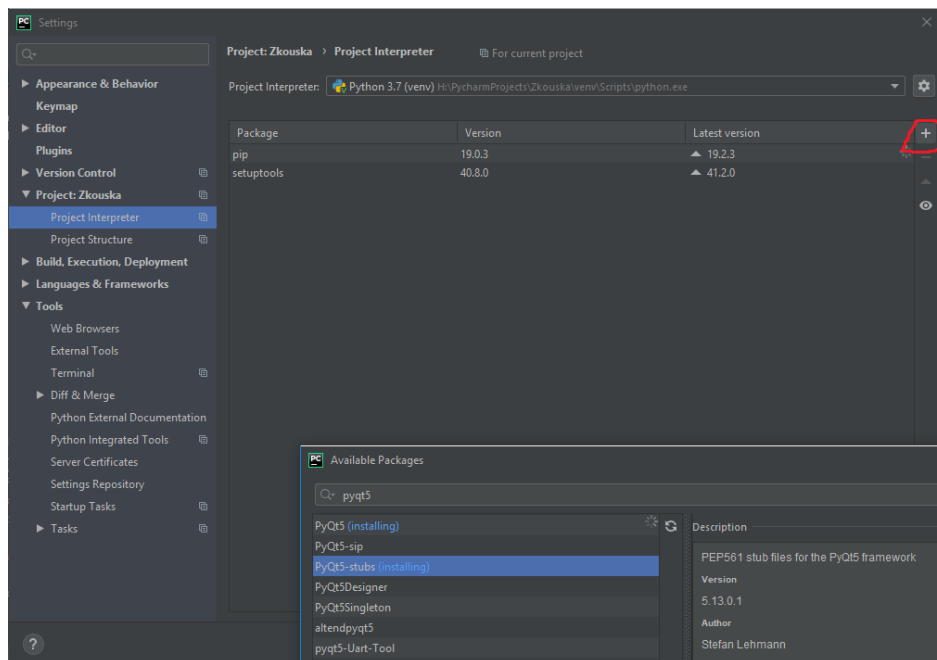 PC Settings
Project: Zkouska › Project Interpreter For current project
Project Interpreter: Python 3.7 (venv) H:\PycharmProjects\Zkouska\venv\Scripts\python.exe
Appearance & Behavior
Keymap
Editor
Plugins
Version Control
Project: Zkouska
Project Interpreter
Project Structure
Build, Execution, Deployment
Languages & Frameworks
Tools
Web Browsers
External Tools
Terminal
Diff & Merge
Python External Documentation
Python Integrated Tools
Server Certificates
Settings Repository
Startup Tasks
Tasks
?
Package Version Latest version
pip 19.0.3 19.2.3
setuptools 40.8.0 41.2.0
PC Available Packages
pyqt5
PyQt5 (installing)
PyQt5-sip
PyQt5-stubs (installing)
PyQt5Designer
PyQt5Singleton
altendpyqt5
pyqt5-Uart-Tool
Description
PEP561 stub files for the PyQt5 framework
Version
5.13.0.1
Author
Stefan Lehmann